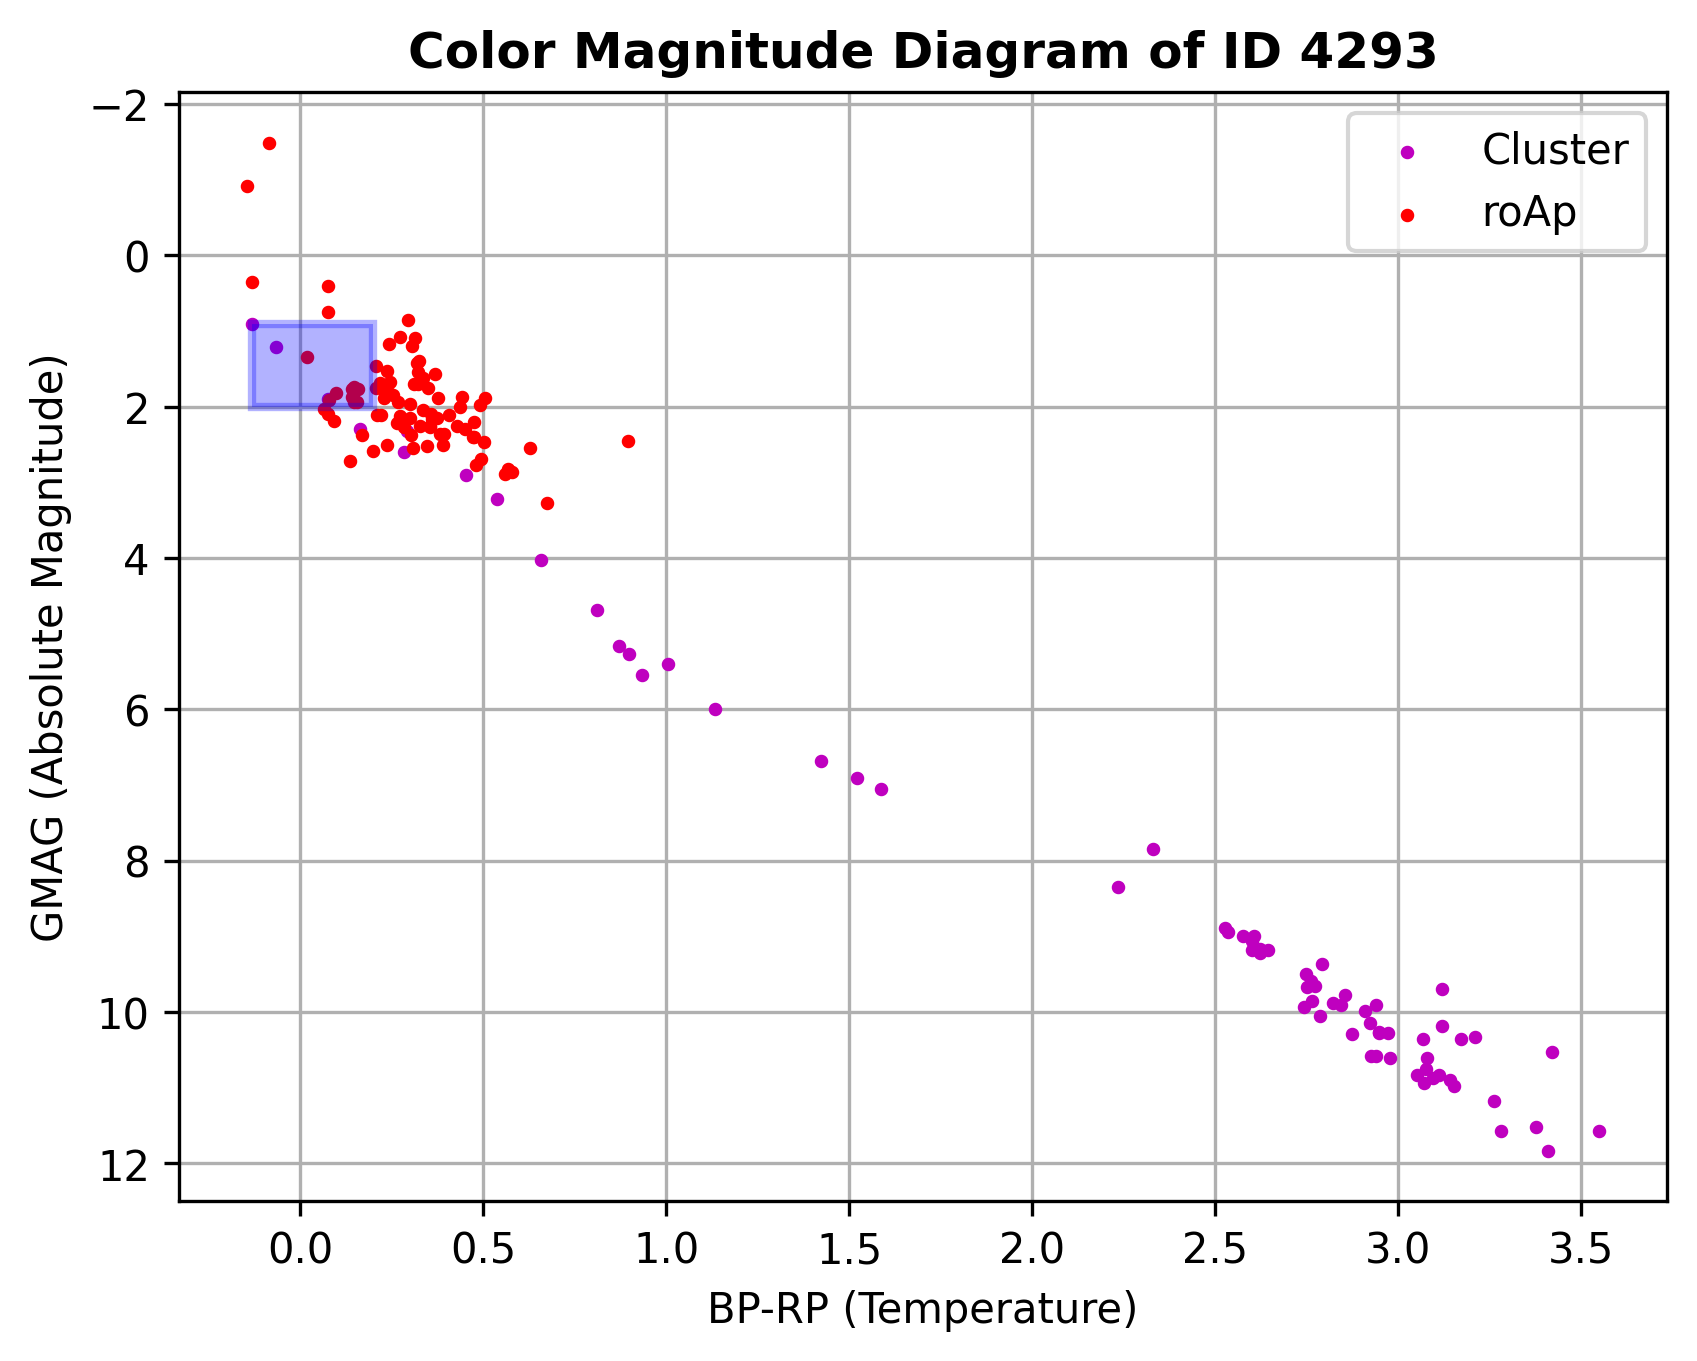 Color Magnitude Diagram of ID 4293
Cluster
roAp
GMAG (Absolute Magnitude)
−2
0
2
4
6
8
10
12
0.0 0.5 1.0 1.5 2.0 2.5 3.0 3.5
BP-RP (Temperature)